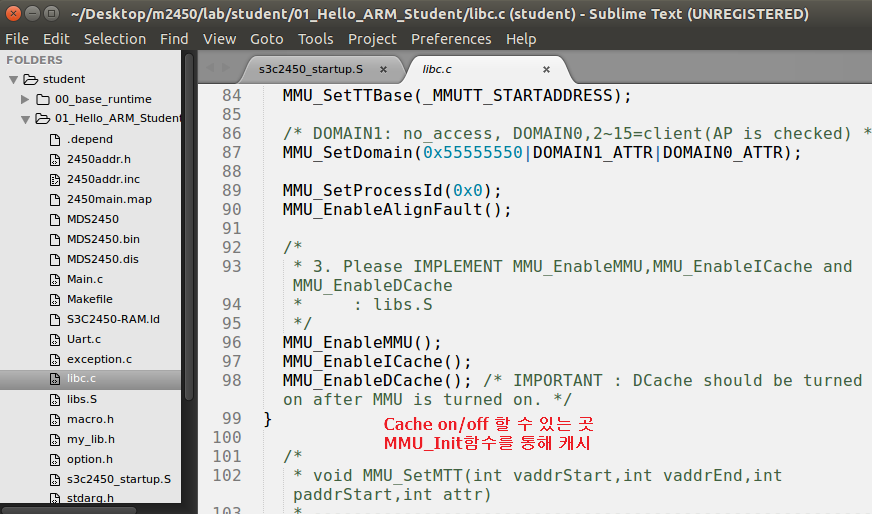 ~/Desktop/m2450/lab/student/01_Hello_ARM_Student/libc.c (student) - Sublime Text (UNREGISTERED)
File Edit Selection Find View Goto Tools Project Preferences Help
FOLDERS
student
00_base_runtime
01_Hello_ARM_Student
.depend
2450addr.h
2450addr.inc
2450main.map
MDS2450
MDS2450.bin
MDS2450.dis
Main.c
Makefile
S3C2450-RAM.ld
Uart.c
exception.c
libc.c
libs.S
macro.h
my_lib.h
option.h
s3c2450_startup.S
stdarg.h
s3c2450_startup.S × libc.c ×
84 MMU_SetTTBase(_MMUTT_STARTADDRESS);
85
86 /* DOMAIN1: no_access, DOMAIN0,2~15=client(AP is checked) *
87 MMU_SetDomain(0x55555550|DOMAIN1_ATTR|DOMAIN0_ATTR);
88
89 MMU_SetProcessId(0x0);
90 MMU_EnableAlignFault();
91
92 /*
93 * 3. Please IMPLEMENT MMU_EnableMMU,MMU_EnableICache and
MMU_EnableDCache
94 * : libs.S
95 */
96 MMU_EnableMMU();
97 MMU_EnableICache();
98 MMU_EnableDCache(); /* IMPORTANT : DCache should be turned
on after MMU is turned on. */
99 }
Cache on/off 할 수 있는 곳
100 MMU_Init함수를 통해 캐시
101 /*
102 * void MMU_SetMTT(int vaddrStart,int vaddrEnd,int
paddrStart,int attr)
103 *